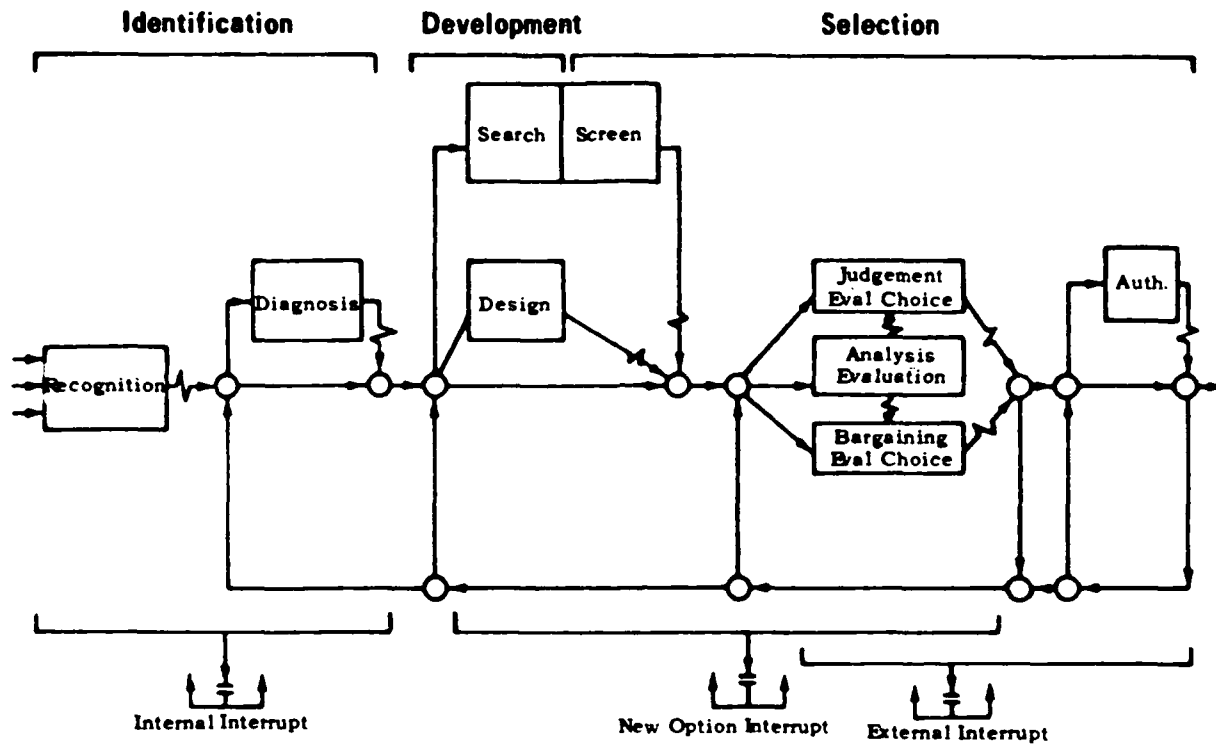 Identification
Development
Selection
Search
Screen
Diagnosis
Design
Judgement
Eval Choice
Auth.
Recognition
Analysis
Evaluation
Bargaining
Eval Choice
Internal Interrupt
New Option Interrupt
External Interrupt